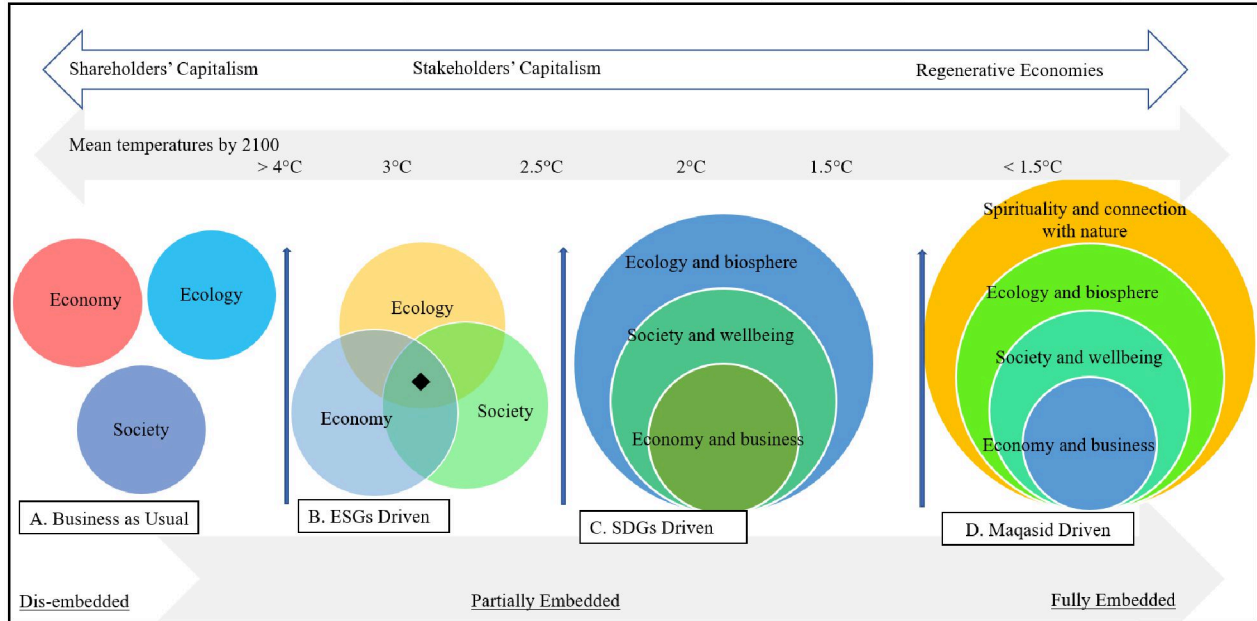 Shareholders' Capitalism
Stakeholders' Capitalism
Regenerative Economies
Mean temperatures by 2100
> 4°C
3°C
2.5°C
2°C
1.5°C
< 1.5°C
Economy
Ecology
Society
A. Business as Usual
Ecology
Economy
Society
B. ESGs Driven
Ecology and biosphere
Society and wellbeing
Economy and business
C. SDGs Driven
Spirituality and connection
with nature
Ecology and biosphere
Society and wellbeing
Economy and business
D. Maqasid Driven
Dis-embedded
Partially Embedded
Fully Embedded